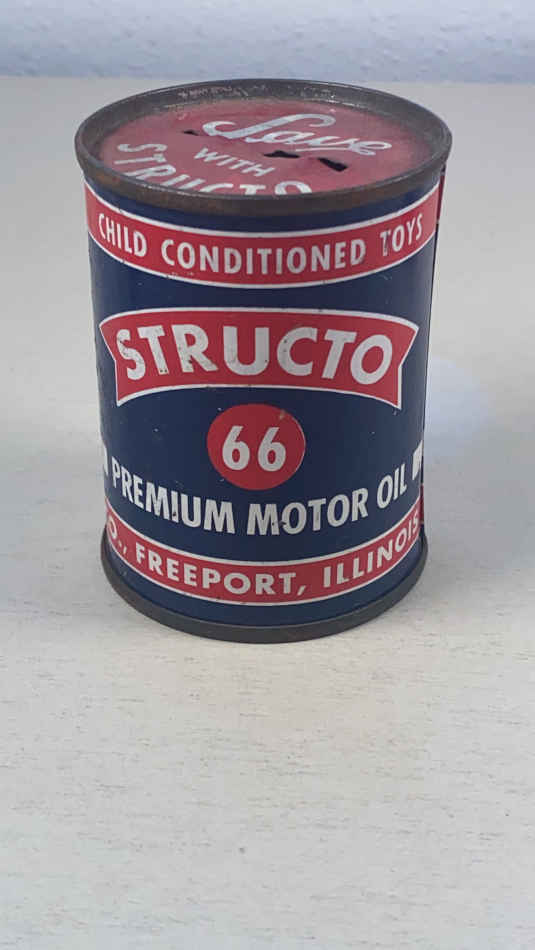 Save
WITH
STRUCTO
CHILD CONDITIONED TOYS
STRUCTO
66
PREMIUM MOTOR OIL
O., FREEPORT, ILLINOIS